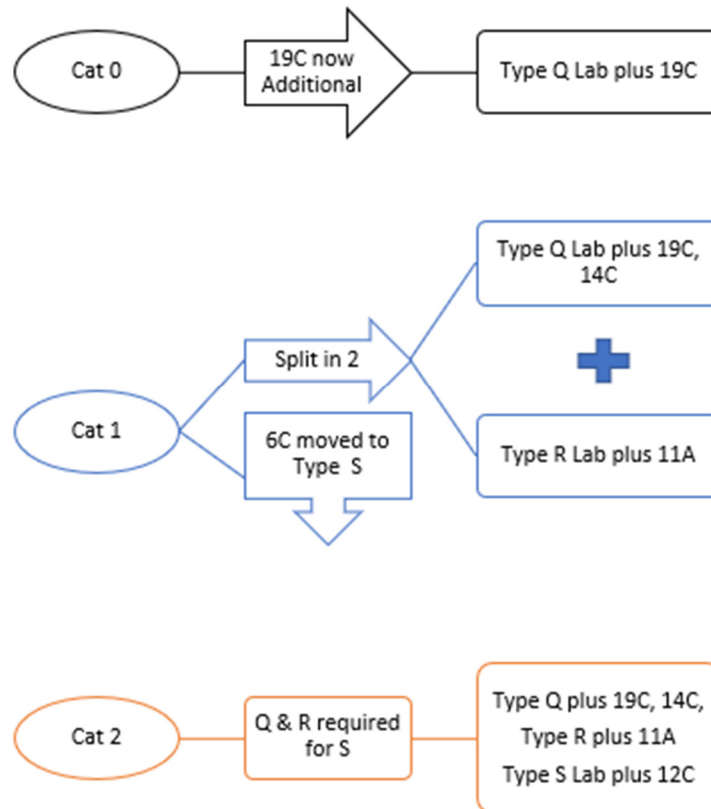 Cat 0
19C now
Additional
Type Q Lab plus 19C
Type Q Lab plus 19C,
14C
Split in 2
Cat 1
6C moved to
Type S
Type R Lab plus 11A
Cat 2
Q & R required
for S
Type Q plus 19C, 14C,
Type R plus 11A
Type S Lab plus 12C